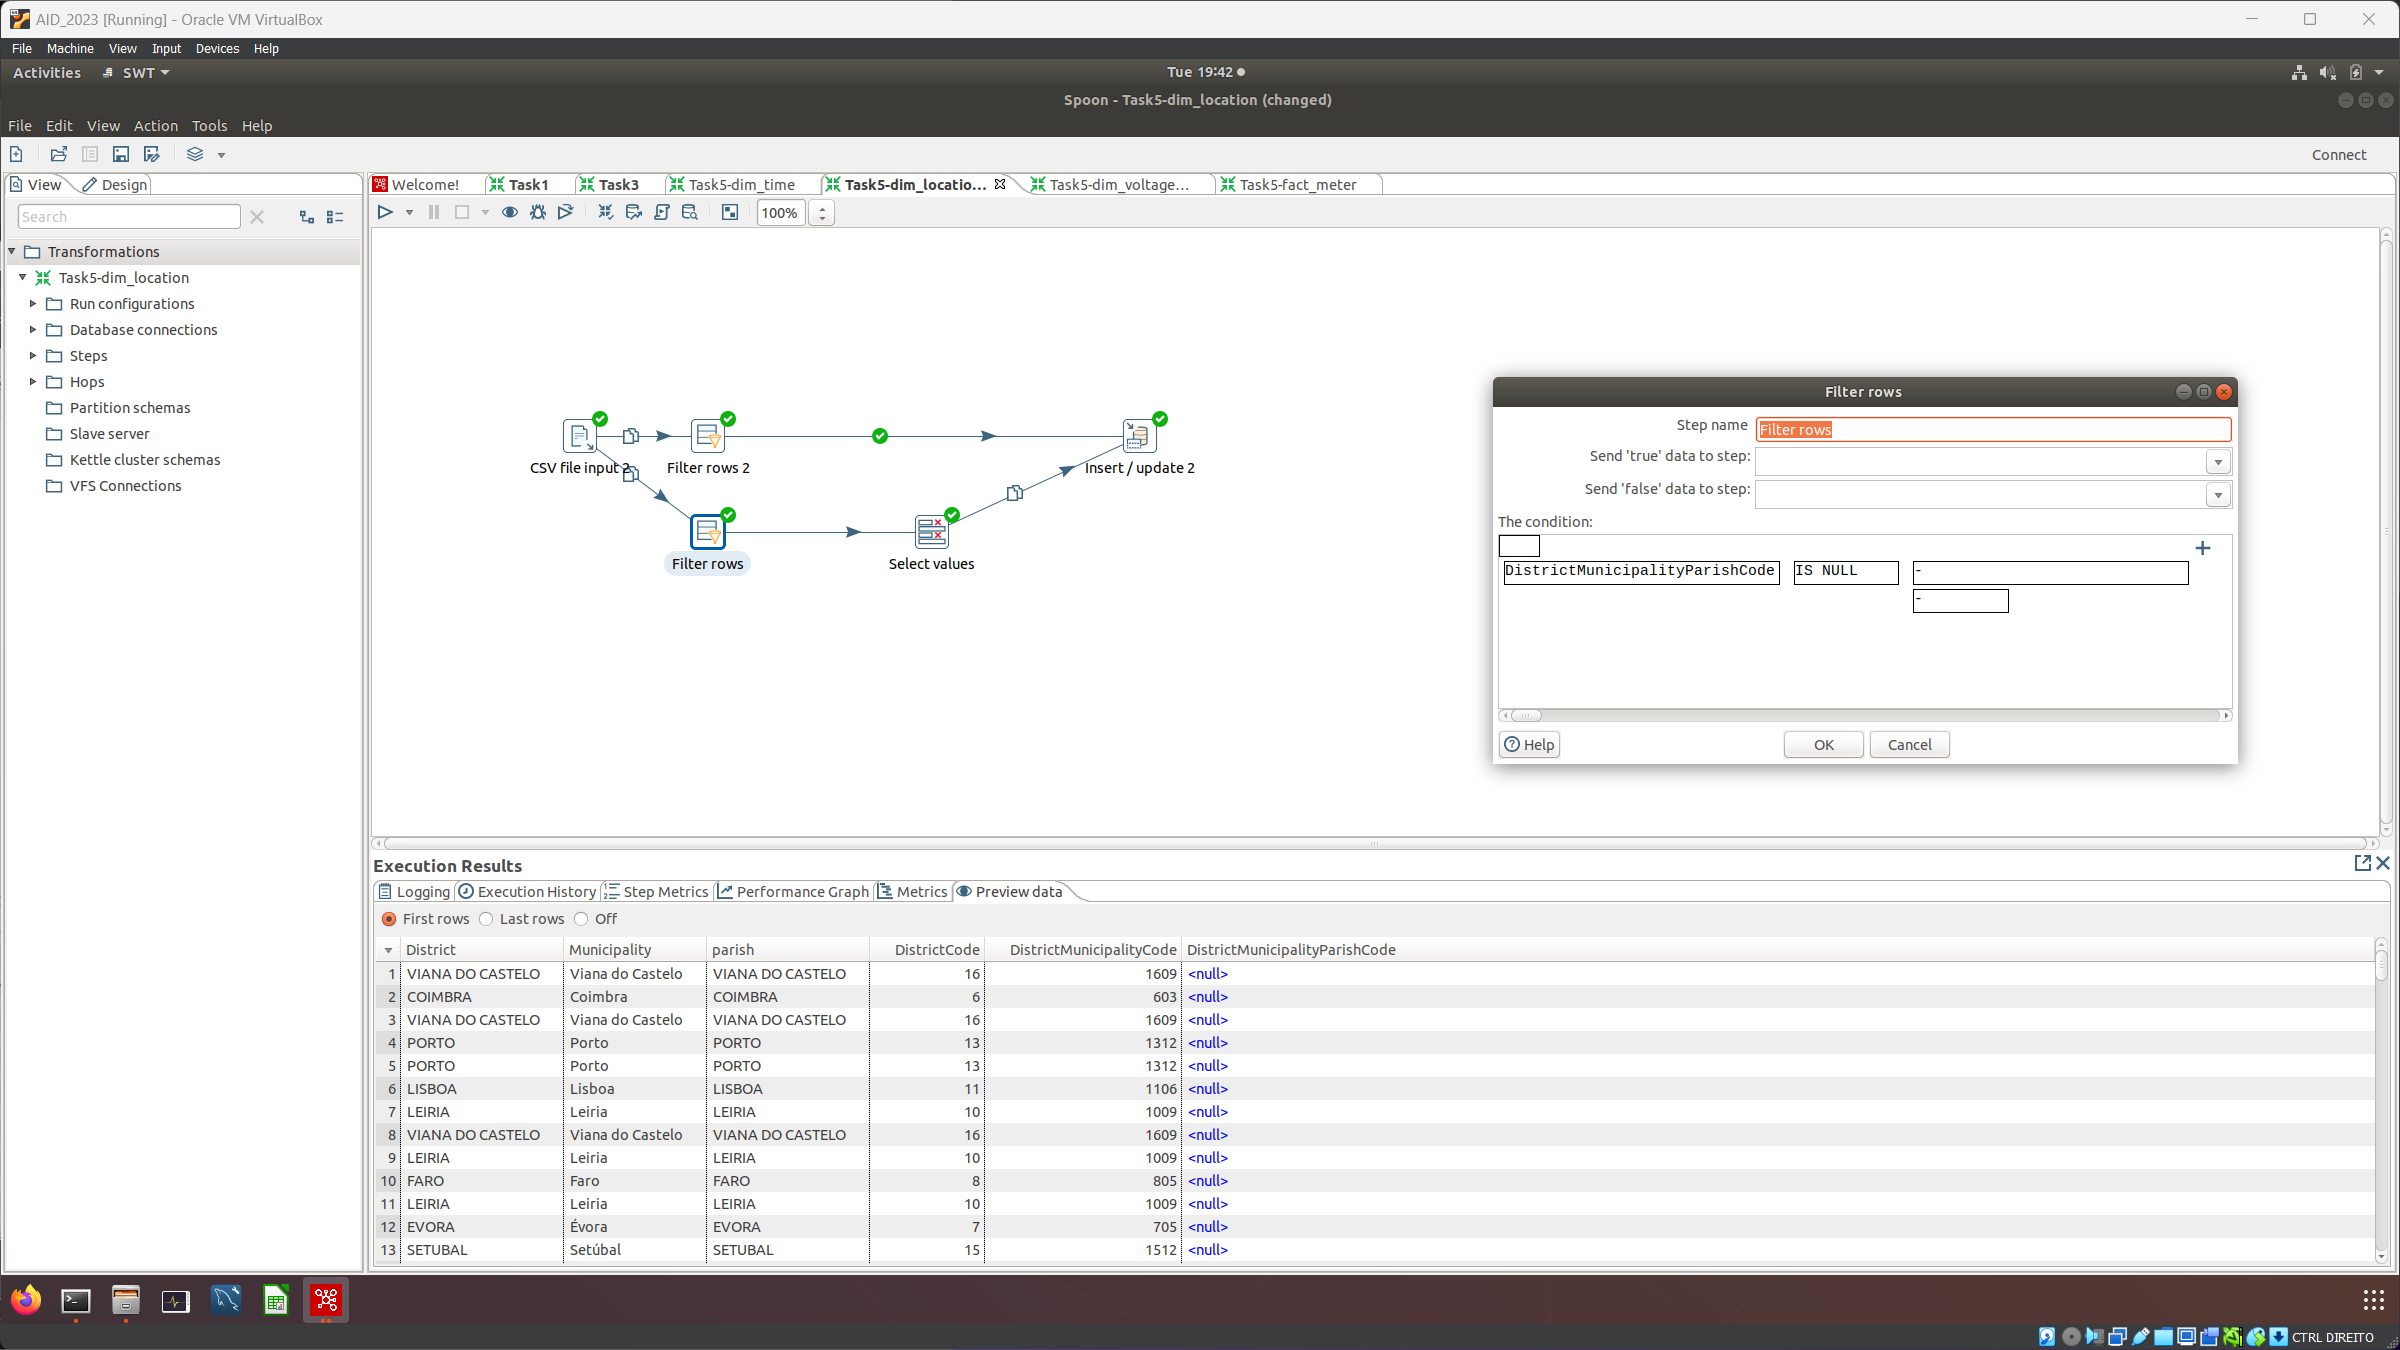 AID_2023 [Running] - Oracle VM VirtualBox
File Machine View Input Devices Help
Activities SWT Tue 19:42
Spoon - Task5-dim_location (changed)
File Edit View Action Tools Help
Connect
View Design
Welcome! Task1 Task3 Task5-dim_time Task5-dim_locatio... Task5-dim_voltage... Task5-fact_meter
Search
100%
Transformations
Task5-dim_location
Run configurations
Database connections
Steps
Hops
Partition schemas
Slave server
Kettle cluster schemas
VFS Connections
CSV file input 2
Filter rows 2
Insert / update 2
Filter rows
Select values
Filter rows
Step name Filter rows
Send 'true' data to step:
Send 'false' data to step:
The condition:
DistrictMunicipalityParishCode IS NULL -
-
Help OK Cancel
Execution Results
Logging Execution History Step Metrics Performance Graph Metrics Preview data
First rows Last rows Off
District Municipality parish DistrictCode DistrictMunicipalityCode DistrictMunicipalityParishCode
1 VIANA DO CASTELO Viana do Castelo VIANA DO CASTELO 16 1609 <null>
2 COIMBRA Coimbra COIMBRA 6 603 <null>
3 VIANA DO CASTELO Viana do Castelo VIANA DO CASTELO 16 1609 <null>
4 PORTO Porto PORTO 13 1312 <null>
5 PORTO Porto PORTO 13 1312 <null>
6 LISBOA Lisboa LISBOA 11 1106 <null>
7 LEIRIA Leiria LEIRIA 10 1009 <null>
8 VIANA DO CASTELO Viana do Castelo VIANA DO CASTELO 16 1609 <null>
9 LEIRIA Leiria LEIRIA 10 1009 <null>
10 FARO Faro FARO 8 805 <null>
11 LEIRIA Leiria LEIRIA 10 1009 <null>
12 EVORA Évora EVORA 7 705 <null>
13 SETUBAL Setúbal SETUBAL 15 1512 <null>
CTRL DIREITO